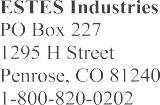 ESTES Industries
PO Box 227
1295 H Street
Penrose, CO 81240
1-800-820-0202